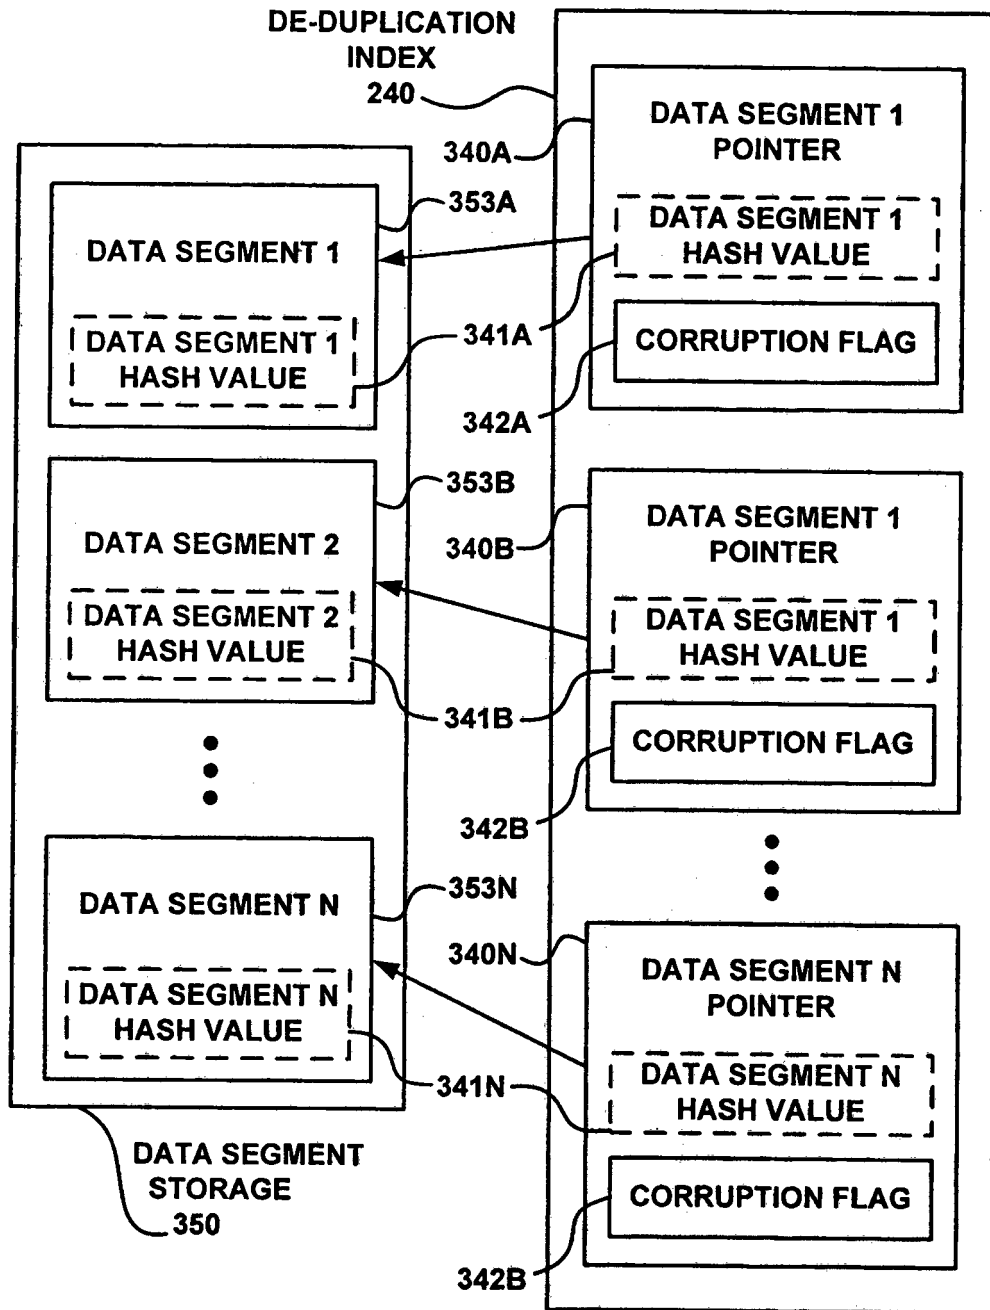 DE-DUPLICATION
INDEX
240
DATA SEGMENT 1
POINTER
340A
353A
DATA SEGMENT 1
HASH VALUE
DATA SEGMENT 1
341A
CORRUPTION FLAG
DATA SEGMENT 1
HASH VALUE
342A
353B
DATA SEGMENT 1
POINTER
340B
DATA SEGMENT 2
DATA SEGMENT 2
HASH VALUE
DATA SEGMENT 1
HASH VALUE
341B
CORRUPTION FLAG
342B
353N
DATA SEGMENT N
340N
DATA SEGMENT N
POINTER
DATA SEGMENT N
HASH VALUE
341N
DATA SEGMENT N
HASH VALUE
DATA SEGMENT
STORAGE
350
CORRUPTION FLAG
342B